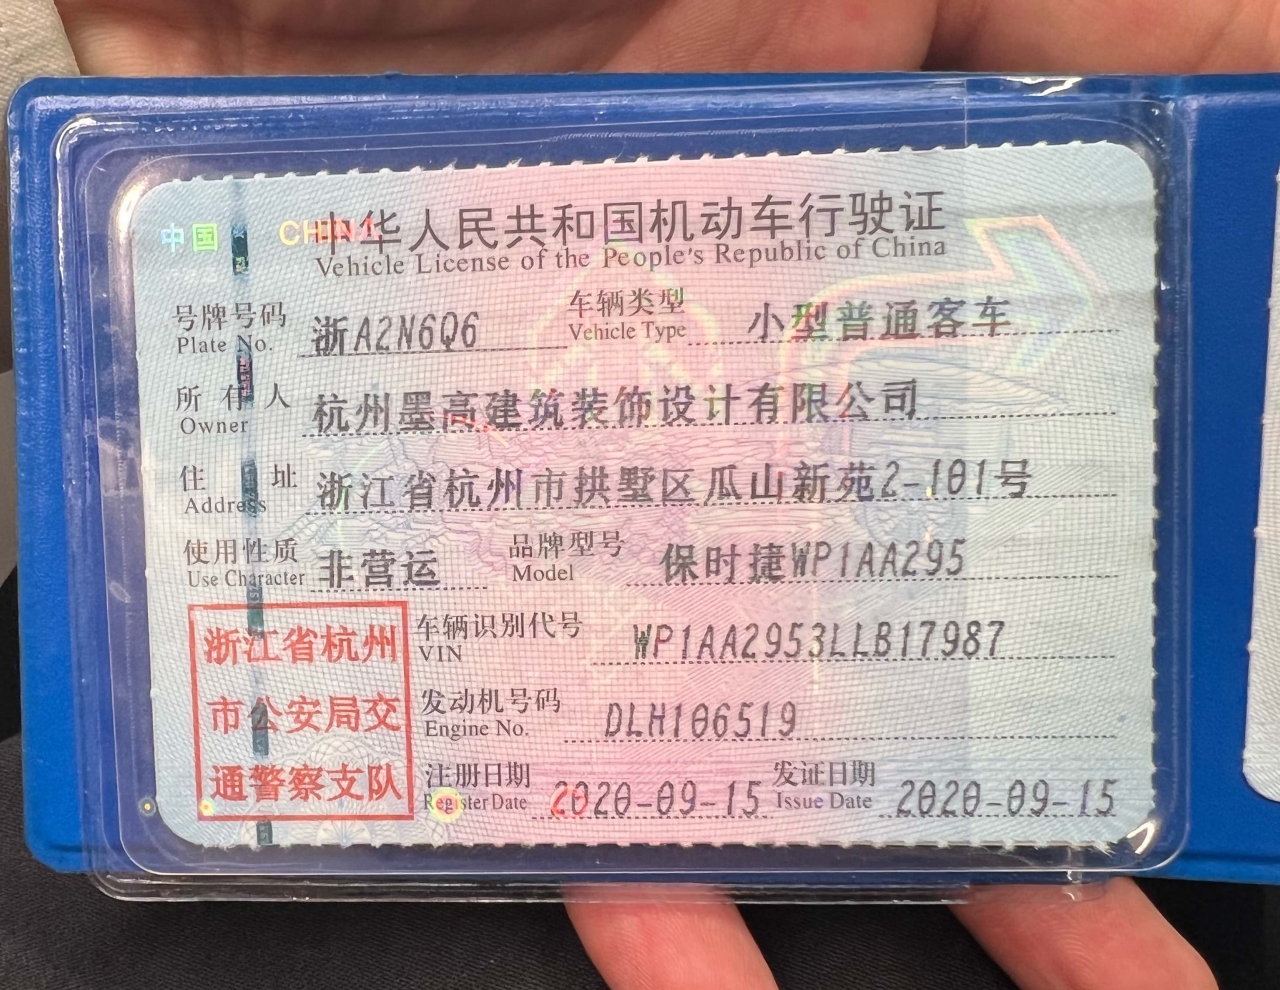 中国 CHINA
中华人民共和国机动车行驶证
Vehicle License of the People's Republic of China
号牌号码 浙A2N6Q6 车辆类型 小型普通客车
Plate No. Vehicle Type
所有人 杭州墨高建筑装饰设计有限公司
Owner
住址 浙江省杭州市拱墅区瓜山新苑2-101号
Address
使用性质 非营运 品牌型号 保时捷WP1AA295
Use Character Model
浙江省杭州
市公安局交
通警察支队
车辆识别代号 WP1AA2953LLB17987
VIN
发动机号码 DLH106519
Engine No.
注册日期 2020-09-15 发证日期 2020-09-15
Register Date Issue Date